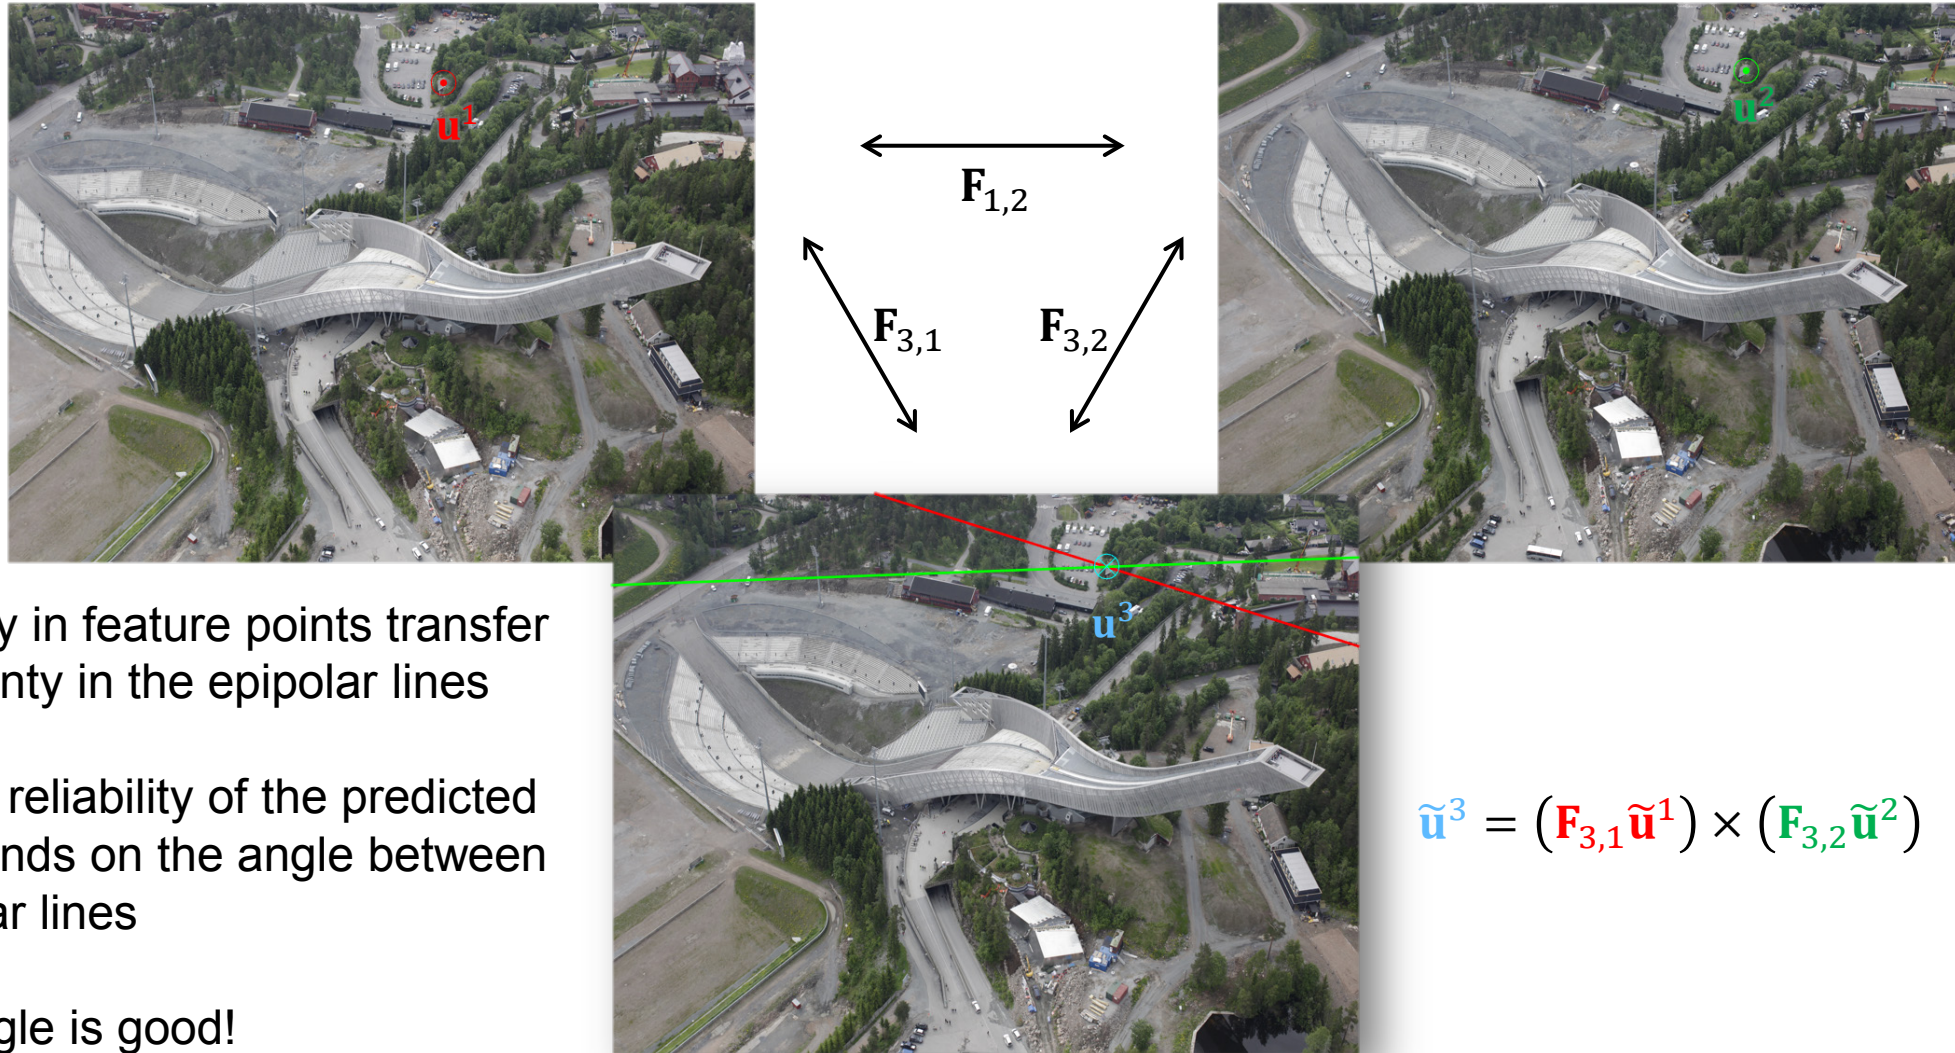 u¹
u²
F₁,₂
F₃,₁
F₃,₂
u³
y in feature points transfer
nty in the epipolar lines
reliability of the predicted
nds on the angle between
ar lines
gle is good!
ũ³ = (F₃,₁ũ¹) × (F₃,₂ũ²)